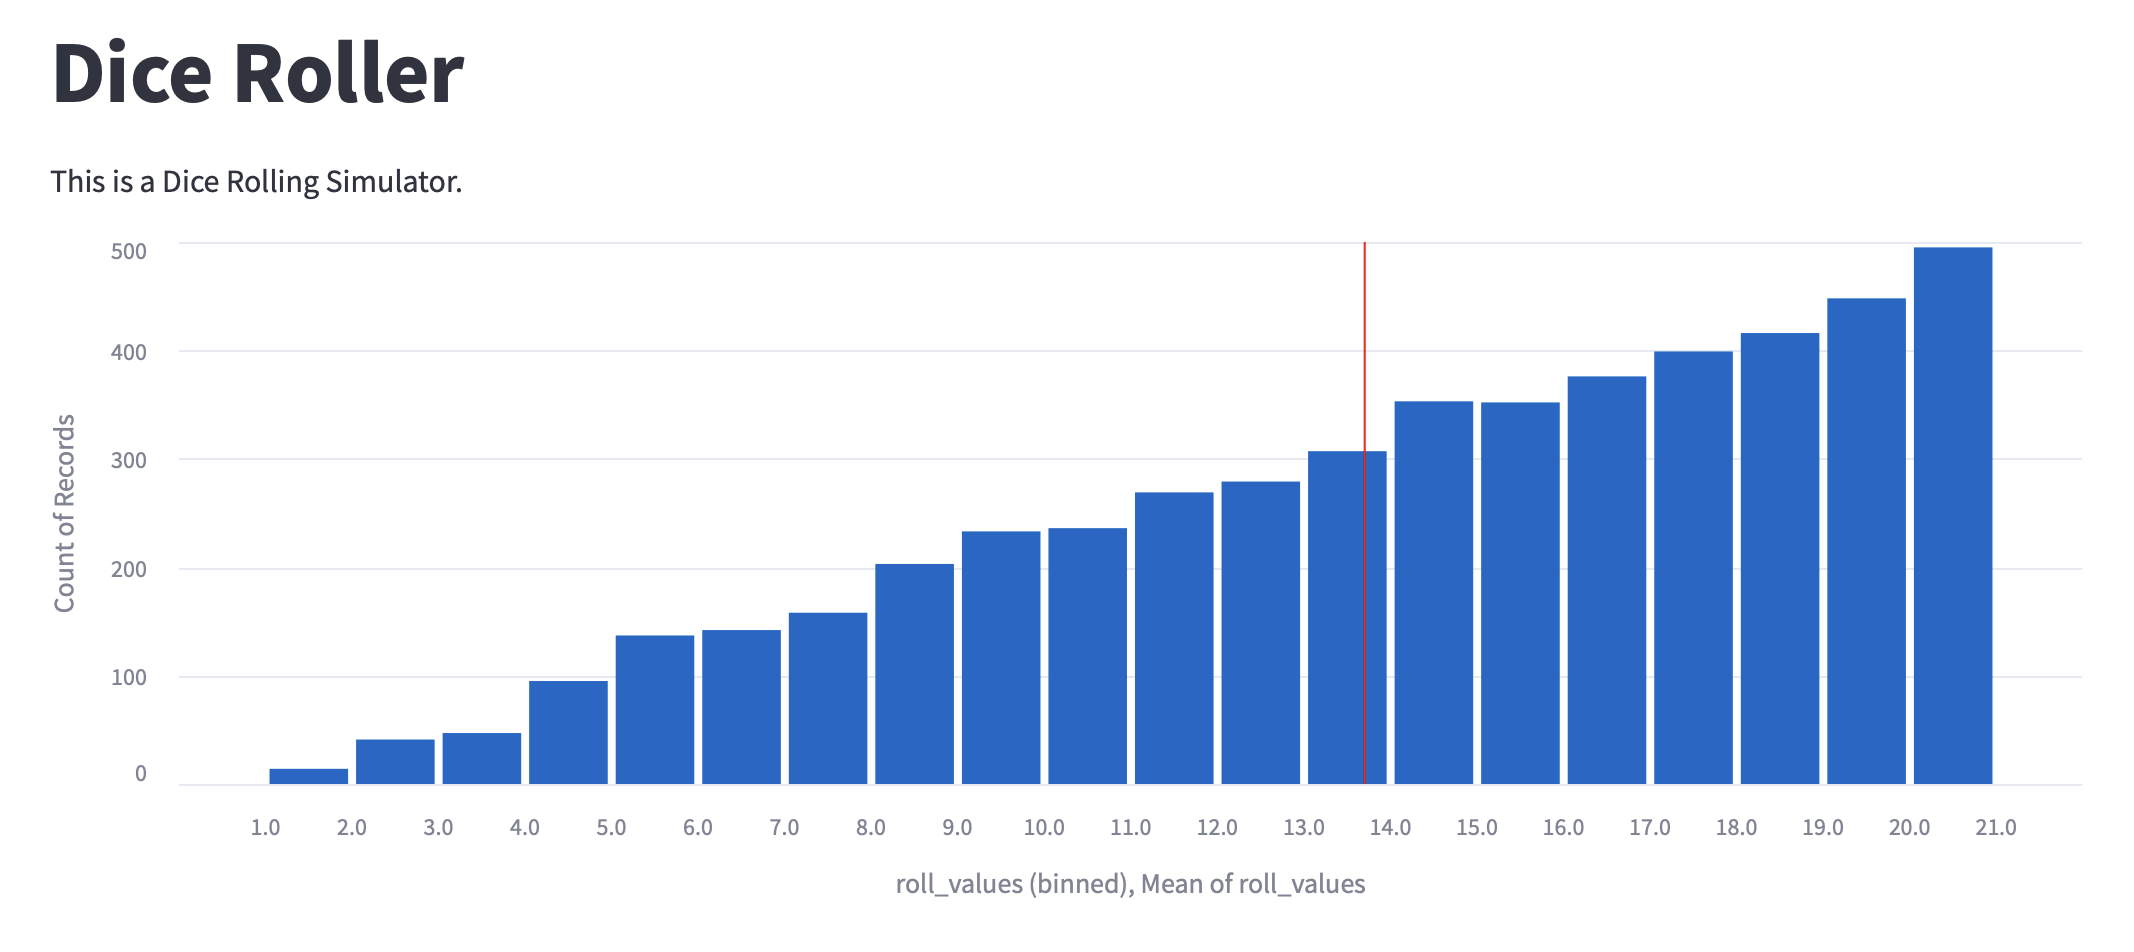 Dice Roller
This is a Dice Rolling Simulator.
500
400
300
200
100
0
Count of Records
1.0 2.0 3.0 4.0 5.0 6.0 7.0 8.0 9.0 10.0 11.0 12.0 13.0 14.0 15.0 16.0 17.0 18.0 19.0 20.0 21.0
roll_values (binned), Mean of roll_values